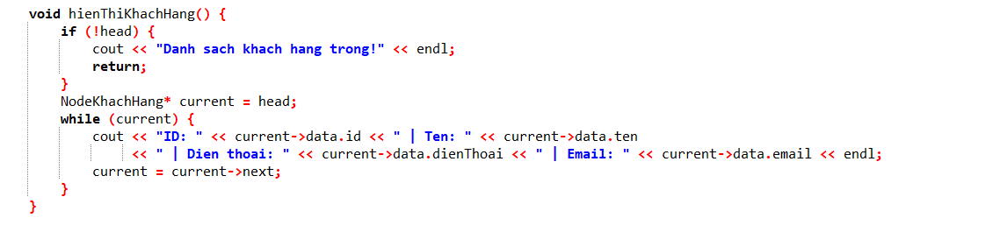 void hienThiKhachHang() {
    if (!head) {
        cout << "Danh sach khach hang trong!" << endl;
        return;
    }
    NodeKhachHang* current = head;
    while (current) {
        cout << "ID: " << current->data.id << " | Ten: " << current->data.ten
             << " | Dien thoai: " << current->data.dienThoai << " | Email: " << current->data.email << endl;
        current = current->next;
    }
}